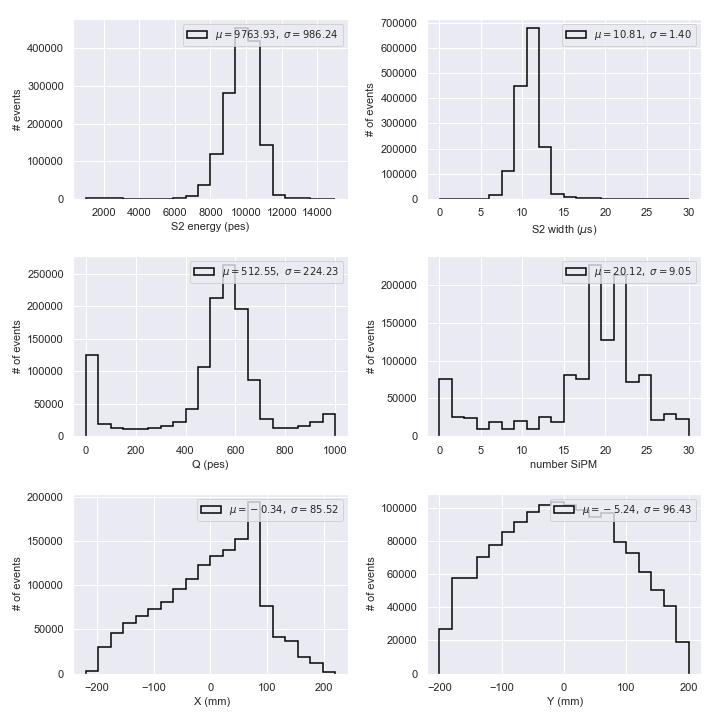 μ = 9763.93, σ = 986.24
# events
400000
300000
200000
100000
0
2000 4000 6000 8000 10000 12000 14000
S2 energy (pes)
μ = 10.81, σ = 1.40
# of events
700000
600000
500000
400000
300000
200000
100000
0
0 5 10 15 20 25 30
S2 width (μs)
μ = 512.55, σ = 224.23
# of events
250000
200000
150000
100000
50000
0
0 200 400 600 800 1000
Q (pes)
μ = 20.12, σ = 9.05
# of events
200000
150000
100000
50000
0
0 5 10 15 20 25 30
number SiPM
μ = −0.34, σ = 85.52
# of events
200000
150000
100000
50000
0
−200 −100 0 100 200
X (mm)
μ = −5.24, σ = 96.43
# of events
100000
80000
60000
40000
20000
0
−200 −100 0 100 200
Y (mm)